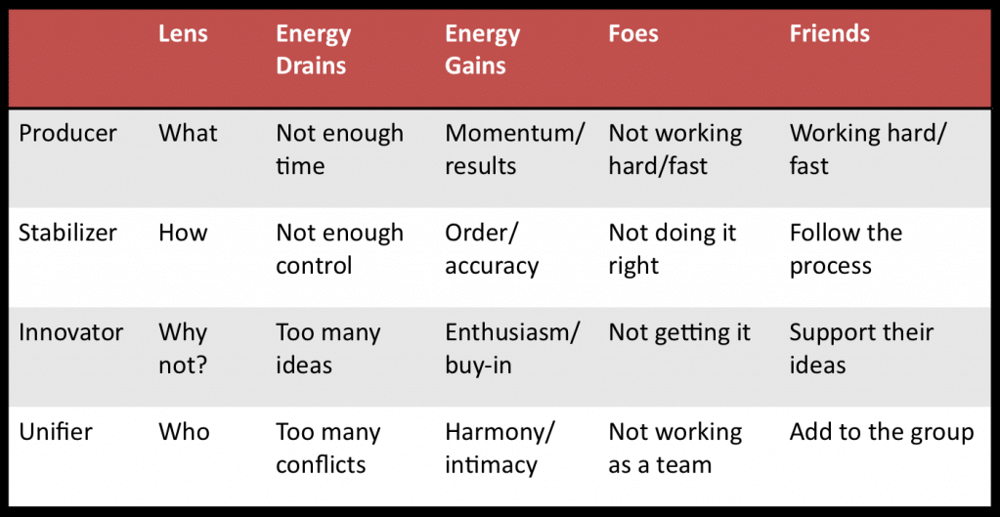 Lens Energy Drains Energy Gains Foes Friends
Producer What Not enough time Momentum/ results Not working hard/fast Working hard/ fast
Stabilizer How Not enough control Order/ accuracy Not doing it right Follow the process
Innovator Why not? Too many ideas Enthusiasm/ buy-in Not getting it Support their ideas
Unifier Who Too many conflicts Harmony/ intimacy Not working as a team Add to the group